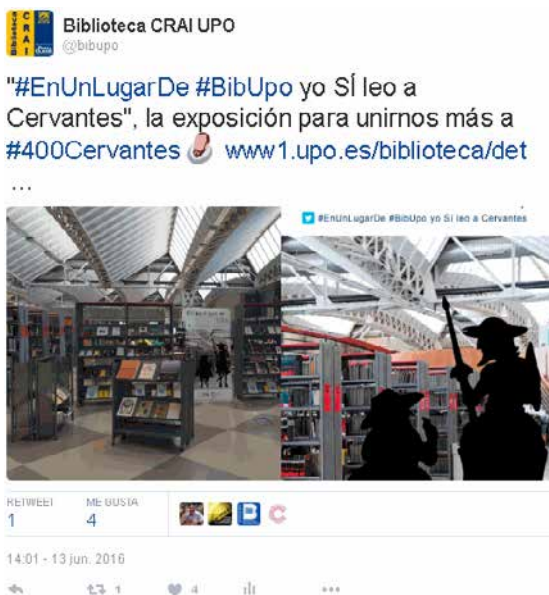 Biblioteca CRAI UPO
@bibupo
"#EnUnLugarDe #BibUpo yo SÍ leo a
Cervantes", la exposición para unirnos más a
#400Cervantes www1.upo.es/biblioteca/det
...
#EnUnLugarDe #BibUpo yo SÍ leo a Cervantes
RETWEET
1
ME GUSTA
4
14:01 - 13 jun. 2016
1
4